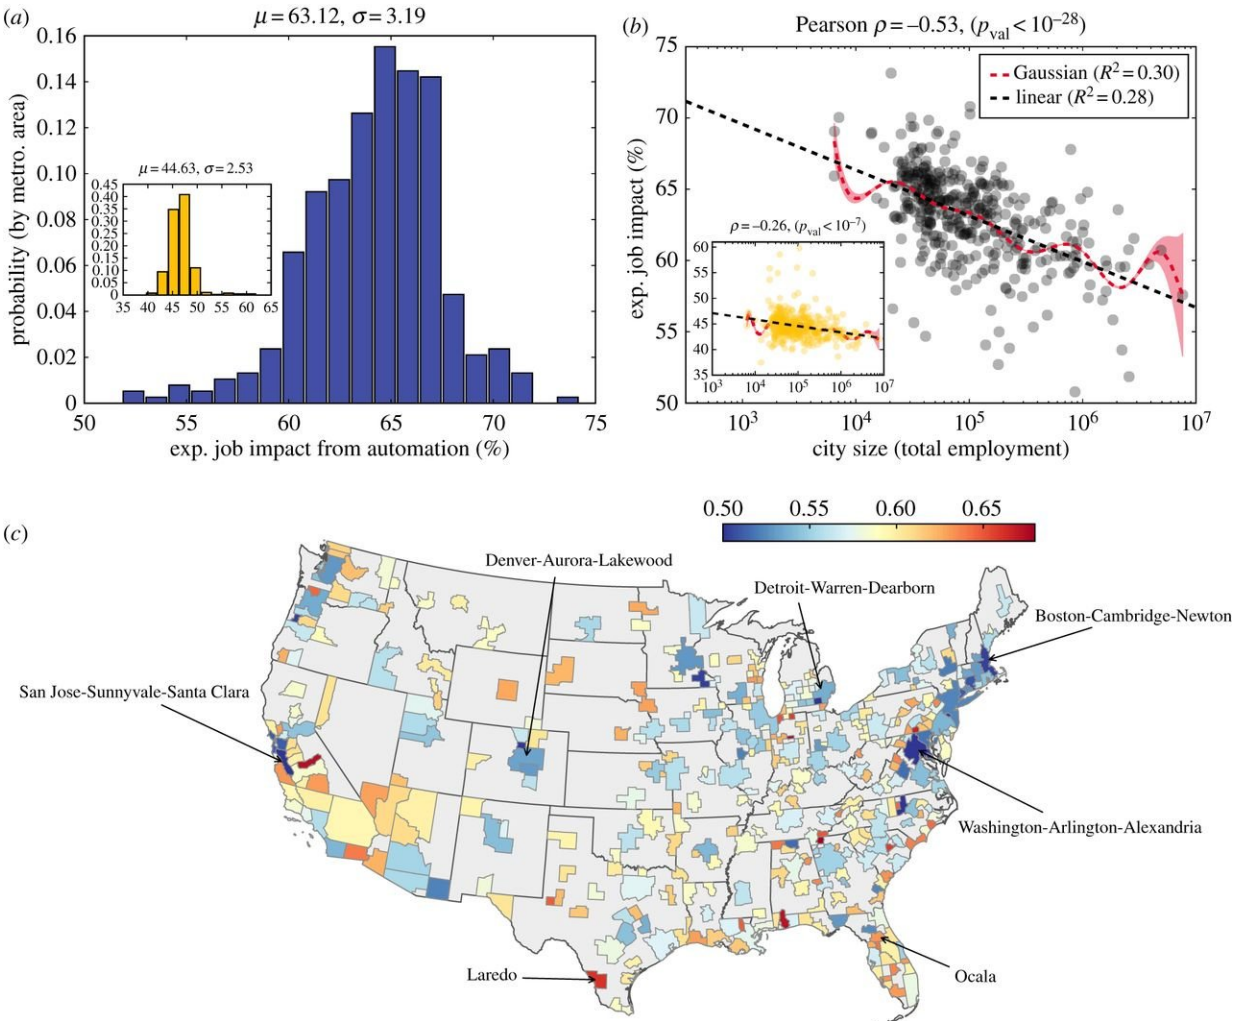 (a)
μ = 63.12, σ = 3.19
0.16
0.14
0.12
0.10
0.08
0.06
0.04
0.02
0
probability (by metro. area)
50
55
60
65
70
75
exp. job impact from automation (%)
μ = 44.63, σ = 2.53
0.45
0.40
0.35
0.30
0.25
0.20
0.15
0.10
0.05
0
35 40 45 50 55 60 65
(b)
Pearson ρ = –0.53, (p_val < 10⁻²⁸)
75
70
65
60
55
50
exp. job impact (%)
Gaussian (R² = 0.30)
linear (R² = 0.28)
ρ = -0.26, (p_val < 10⁻⁷)
60
55
50
45
40
35
10³ 10⁴ 10⁵ 10⁶ 10⁷
10³ 10⁴ 10⁵ 10⁶ 10⁷
city size (total employment)
(c)
0.50 0.55 0.60 0.65
Denver-Aurora-Lakewood
Detroit-Warren-Dearborn
Boston-Cambridge-Newton
San Jose-Sunnyvale-Santa Clara
Washington-Arlington-Alexandria
Laredo
Ocala